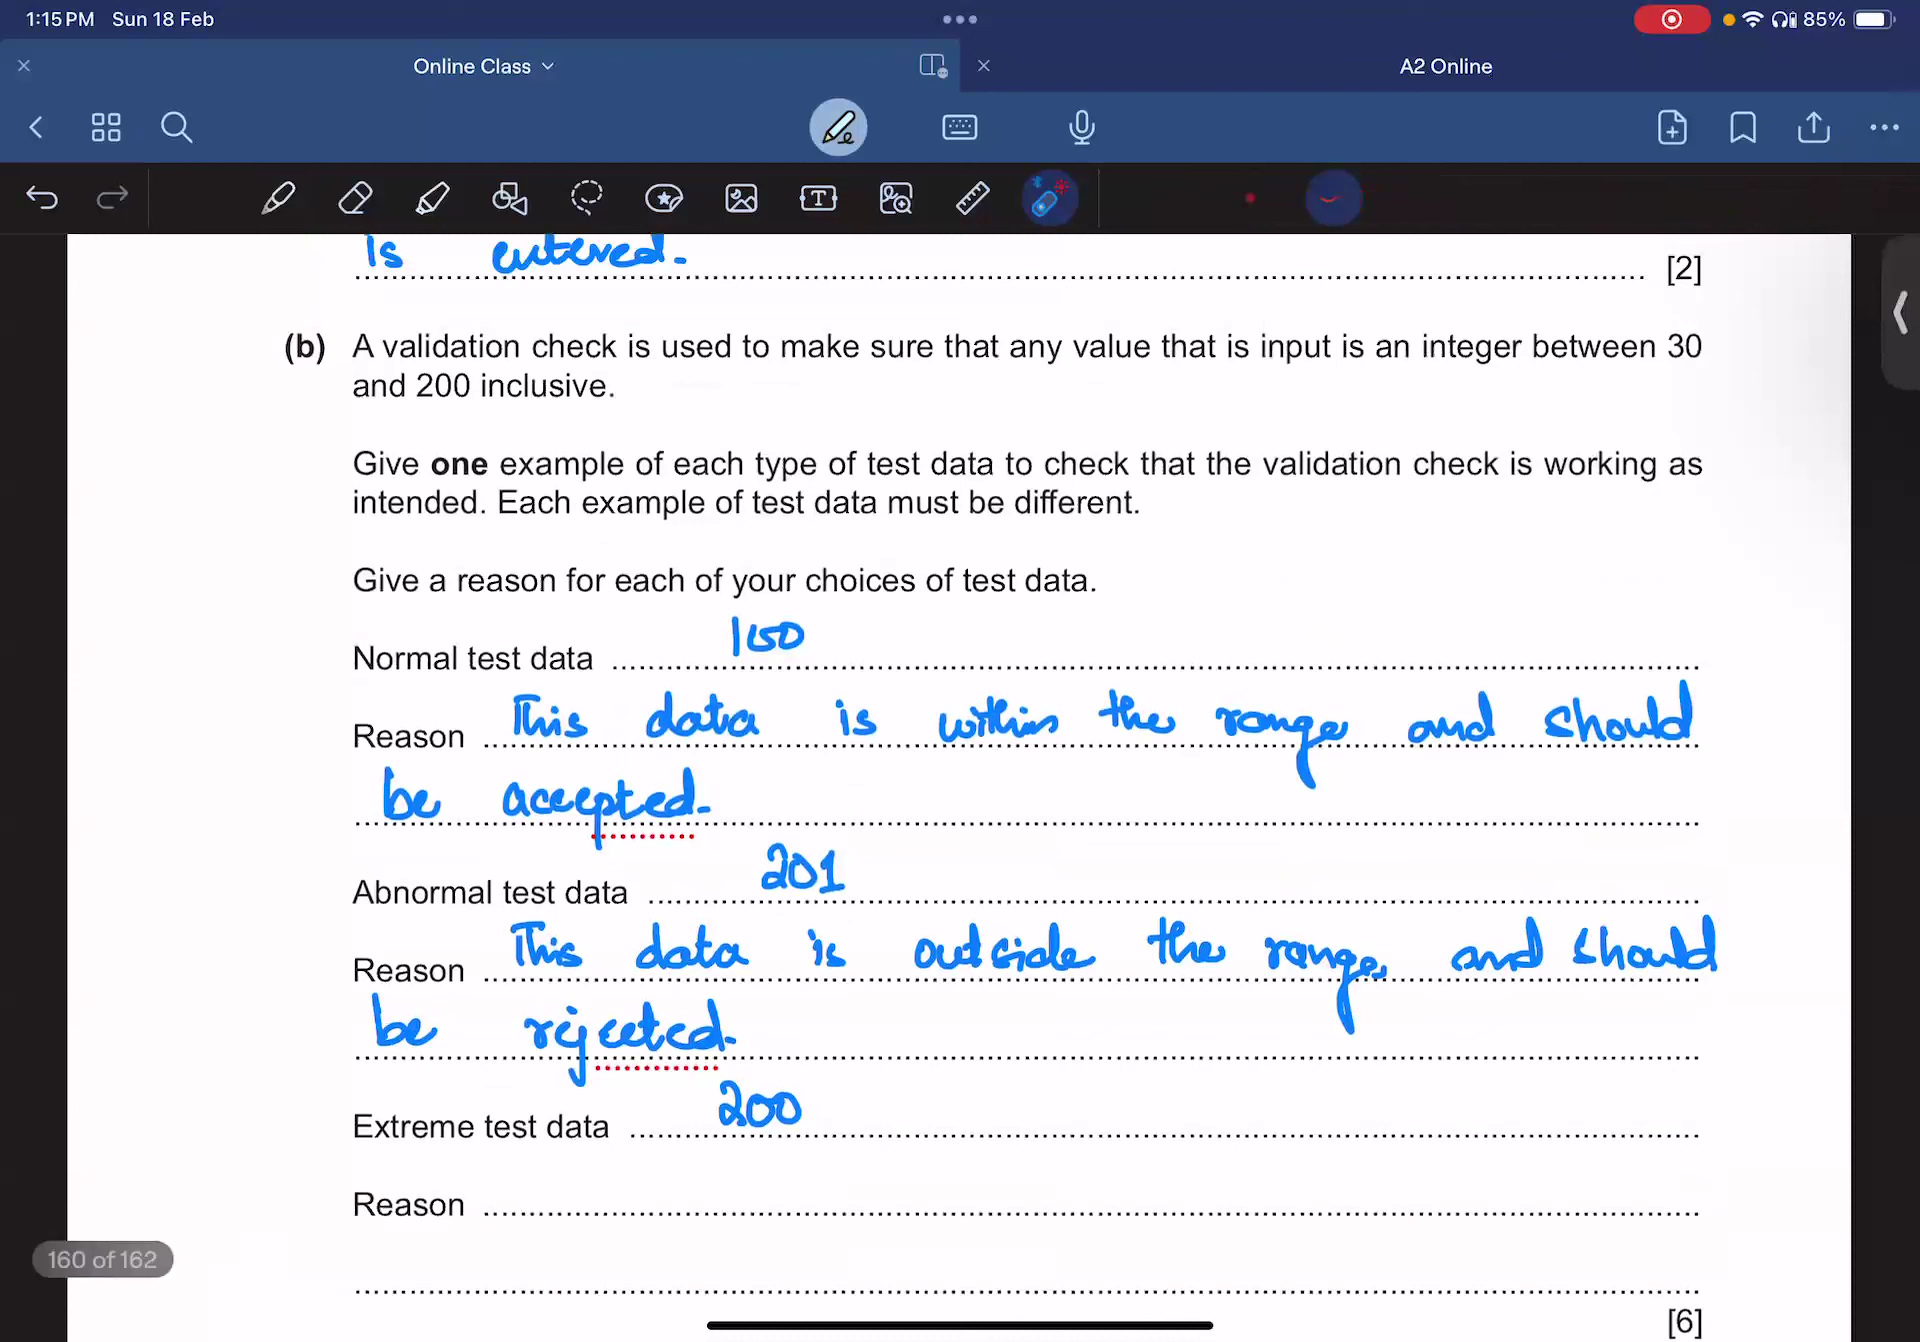 1:15 PM Sun 18 Feb
85%
Online Class
A2 Online
is entered.
[2]
(b) A validation check is used to make sure that any value that is input is an integer between 30
and 200 inclusive.
Give one example of each type of test data to check that the validation check is working as
intended. Each example of test data must be different.
Give a reason for each of your choices of test data.
Normal test data 150
Reason This data is within the range and should
be accepted.
Abnormal test data 201
Reason This data is outside the range and should
be rejected.
Extreme test data 200
Reason
160 of 162
[6]